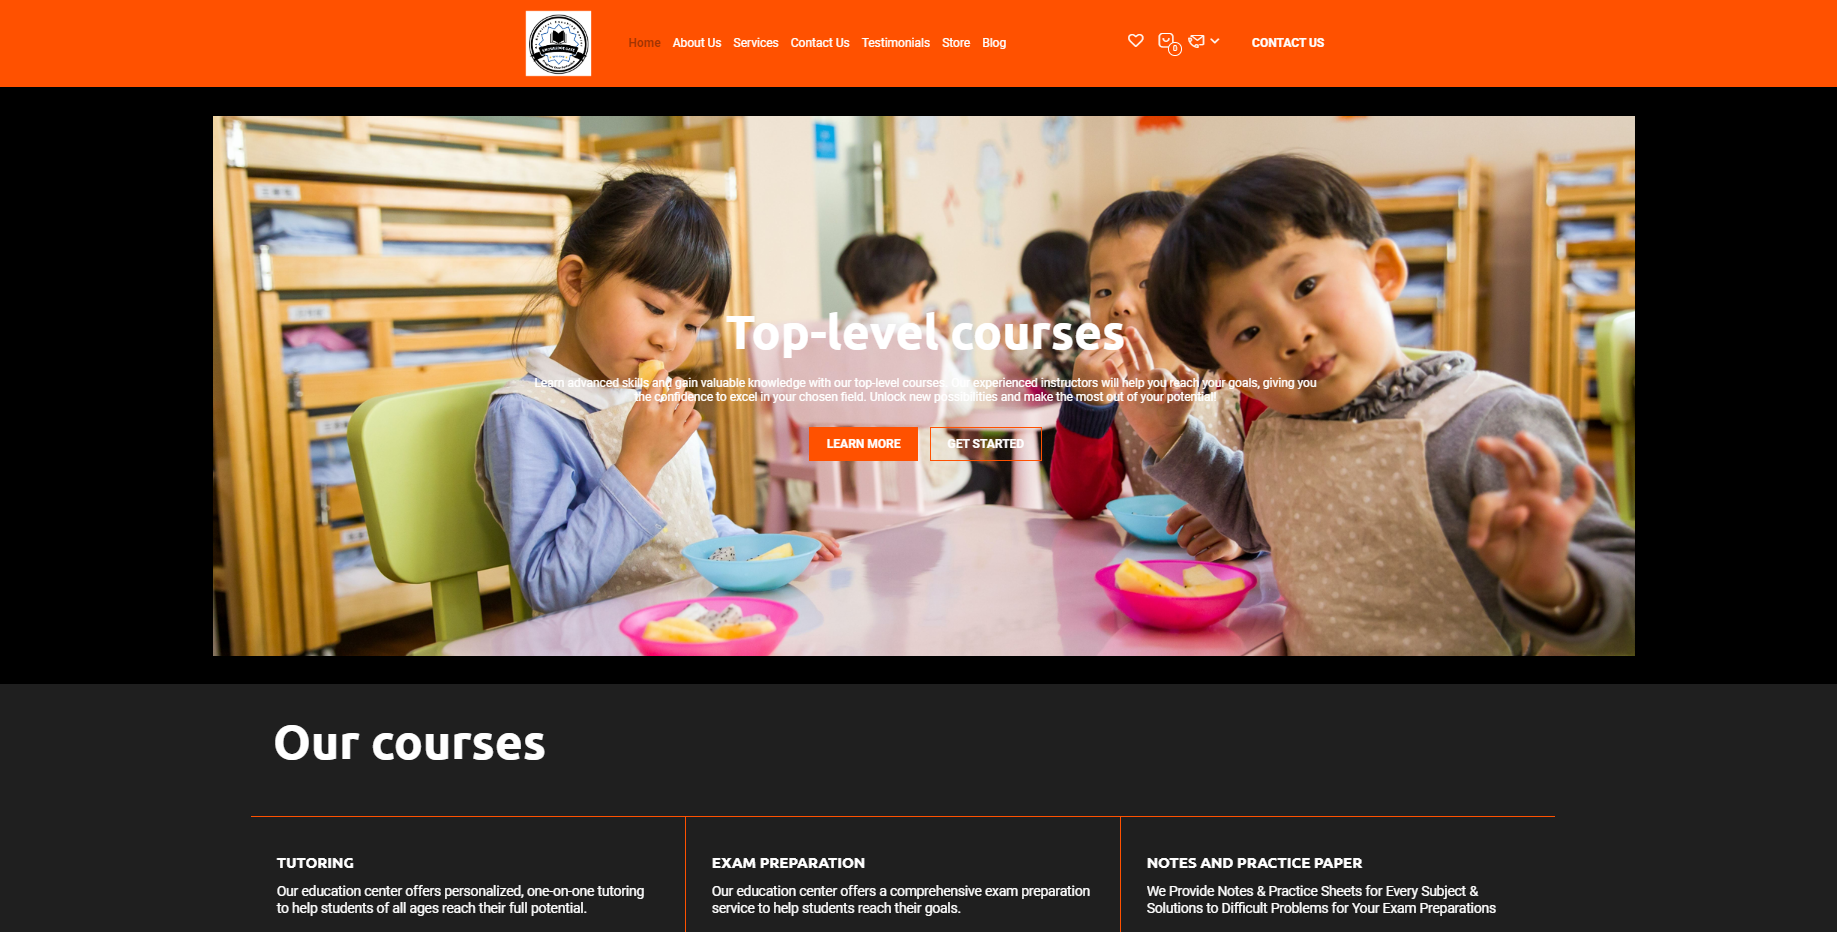 Home About Us Services Contact Us Testimonials Store Blog 0 CONTACT US
Top-level courses
Learn advanced skills and gain valuable knowledge with our top-level courses. Our experienced instructors will help you reach your goals, giving you
the confidence to excel in your chosen field. Unlock new possibilities and make the most out of your potential!
LEARN MORE GET STARTED
Our courses
TUTORING
Our education center offers personalized, one-on-one tutoring
to help students of all ages reach their full potential.
EXAM PREPARATION
Our education center offers a comprehensive exam preparation
service to help students reach their goals.
NOTES AND PRACTICE PAPER
We Provide Notes & Practice Sheets for Every Subject &
Solutions to Difficult Problems for Your Exam Preparations